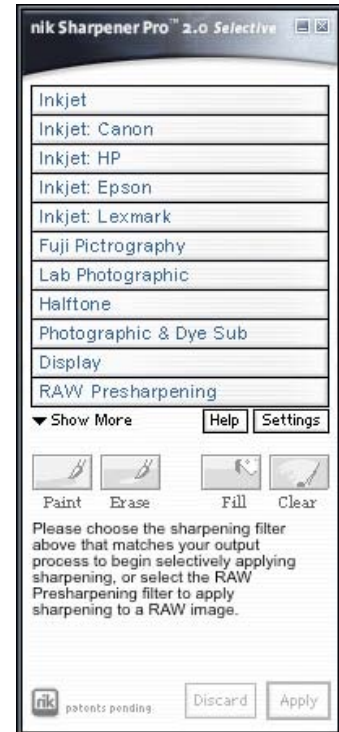 nik Sharpener Pro™ 2.0 Selective
Inkjet
Inkjet: Canon
Inkjet: HP
Inkjet: Epson
Inkjet: Lexmark
Fuji Pictrography
Lab Photographic
Halftone
Photographic & Dye Sub
Display
RAW Presharpening
▼ Show More Help Settings
Paint Erase Fill Clear
Please choose the sharpening filter
above that matches your output
process to begin selectively applying
sharpening, or select the RAW
Presharpening filter to apply
sharpening to a RAW image.
nik patents pending. Discard Apply